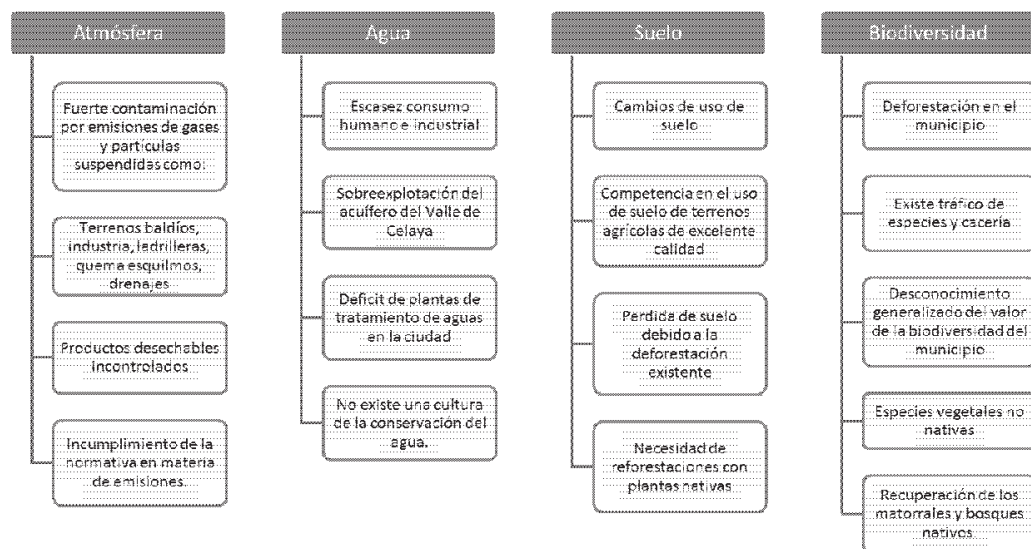 Atmósfera
Fuerte contaminación
por emisiones de gases
y partículas
suspendidas como:
Terrenos baldíos,
industria, ladrilleras,
quema esquilmos,
drenajes
Productos desechables
incontrolados
Incumplimiento de la
normativa en materia
de emisiones.
Agua
Escasez consumo
humano e industrial
Sobreexplotación del
acuífero del Valle de
Celaya
Deficit de plantas de
tratamiento de aguas
en la ciudad
No existe una cultura
de la conservación del
agua.
Suelo
Cambios de uso de
suelo
Competencia en el uso
de suelo de terrenos
agrícolas de excelente
calidad
Perdida de suelo
debido a la
deforestación
existente
Necesidad de
reforestaciones con
plantas nativas
Biodiversidad
Deforestación en el
municipio
Existe tráfico de
especies y cacería
Desconocimiento
generalizado del valor
de la biodiversidad del
municipio
Especies vegetales no
nativas
Recuperación de los
matorrales y bosques
nativos